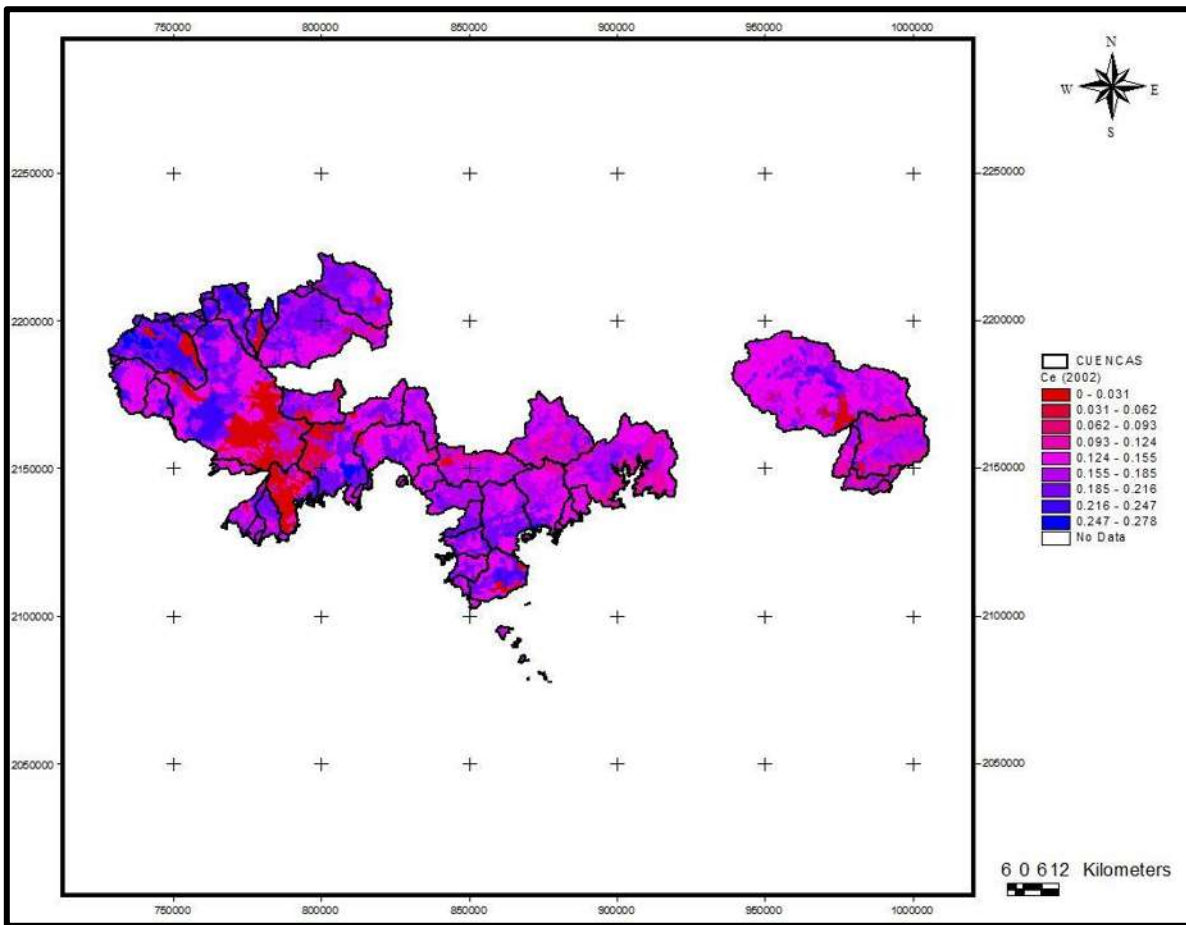 750000 800000 850000 900000 950000 1000000
N
W E
S
2250000 2250000
2200000 2200000
2150000 2150000
2100000 2100000
2050000 2050000
CUENCAS
Ce (2002)
0 - 0.031
0.031 - 0.062
0.062 - 0.093
0.093 - 0.124
0.124 - 0.155
0.155 - 0.185
0.185 - 0.216
0.216 - 0.247
0.247 - 0.278
No Data
6 0 6 12 Kilometers
750000 800000 850000 900000 950000 1000000